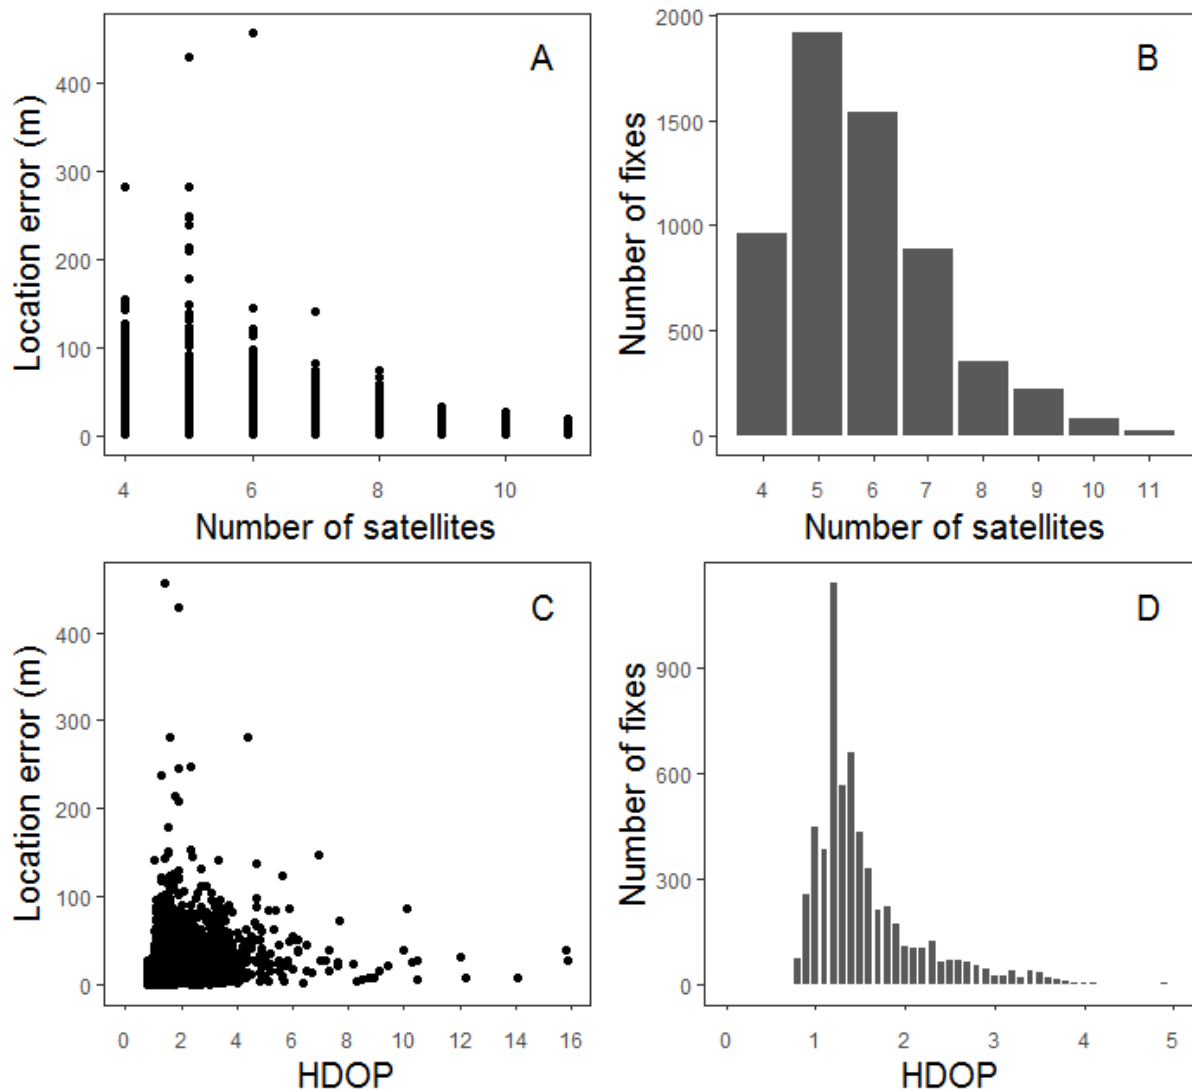 A
Location error (m)
400
300
200
100
0
4 6 8 10
Number of satellites
B
Number of fixes
2000
1500
1000
500
0
4 5 6 7 8 9 10 11
Number of satellites
C
Location error (m)
400
300
200
100
0
0 2 4 6 8 10 12 14 16
HDOP
D
Number of fixes
900
600
300
0
0 1 2 3 4 5
HDOP